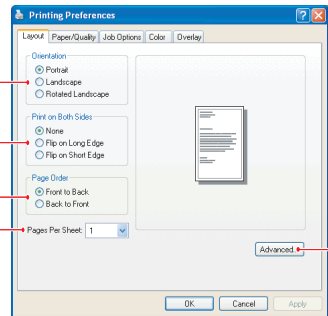 Printing Preferences
Layout Paper/Quality Job Options Color Overlay
Orientation
Portrait
Landscape
Rotated Landscape
Print on Both Sides
None
Flip on Long Edge
Flip on Short Edge
Page Order
Front to Back
Back to Front
Pages Per Sheet: 1
Advanced...
OK Cancel Apply